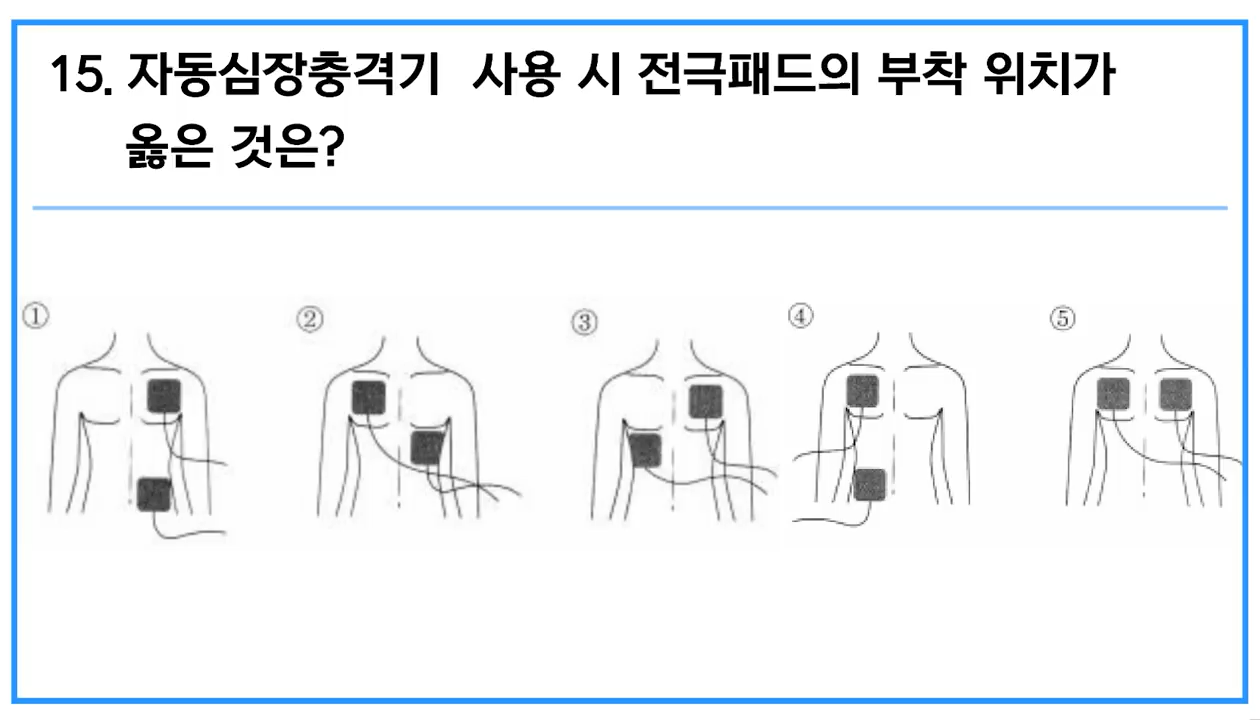 15. 자동심장충격기 사용 시 전극패드의 부착 위치가
옳은 것은?
① ② ③ ④ ⑤